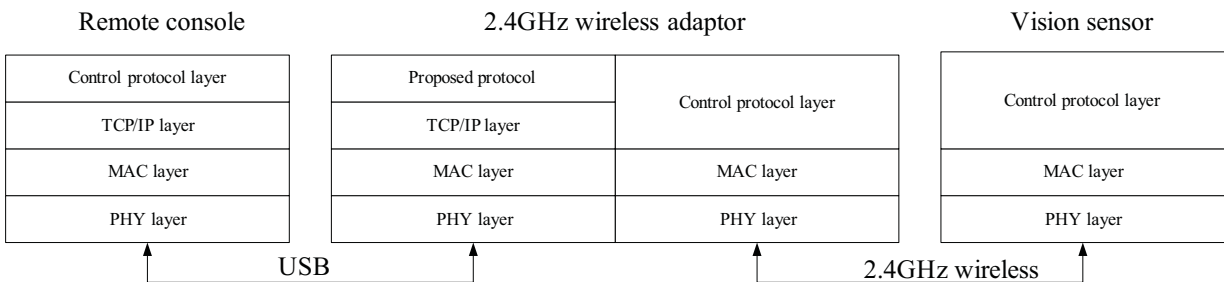 Remote console
2.4GHz wireless adaptor
Vision sensor
Control protocol layer
TCP/IP layer
MAC layer
PHY layer
Proposed protocol
TCP/IP layer
MAC layer
PHY layer
Control protocol layer
MAC layer
PHY layer
Control protocol layer
MAC layer
PHY layer
USB
2.4GHz wireless